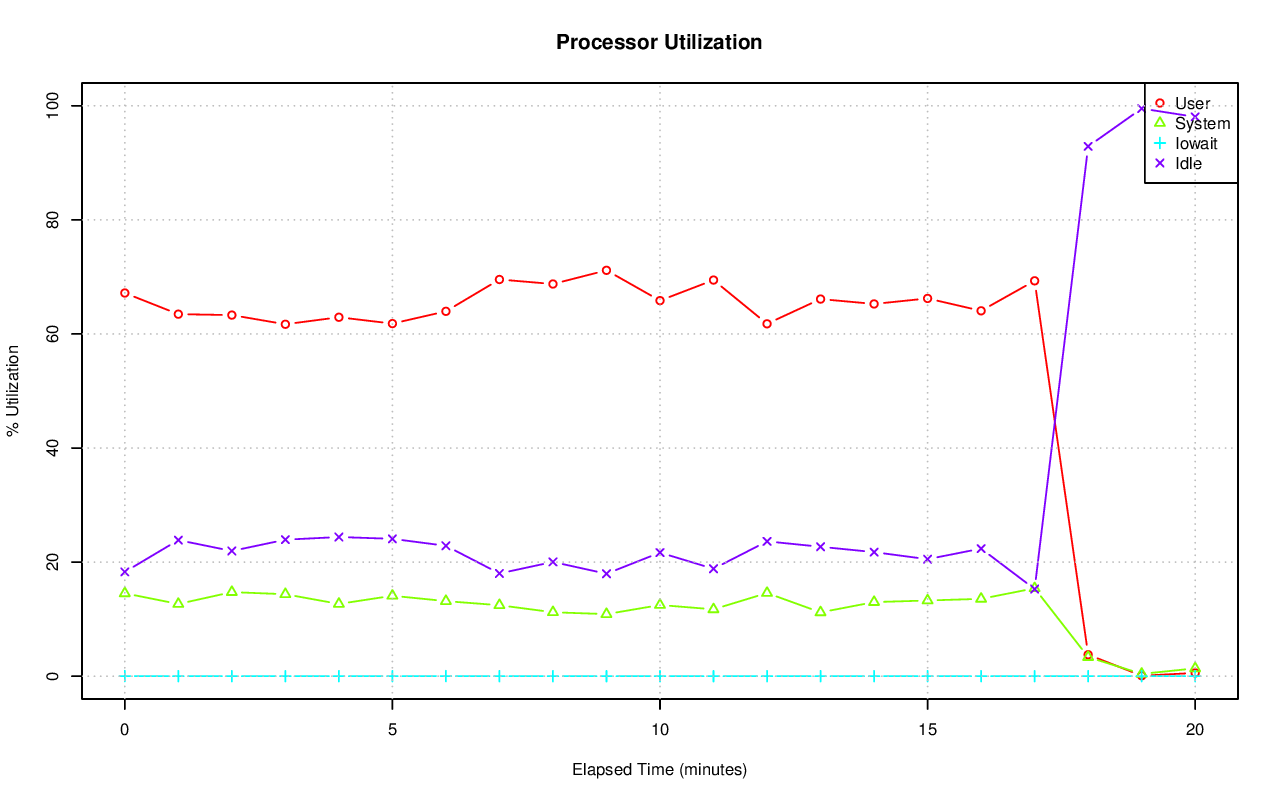 Processor Utilization
% Utilization
100
80
60
40
20
0
User
System
Iowait
Idle
0 5 10 15 20
Elapsed Time (minutes)